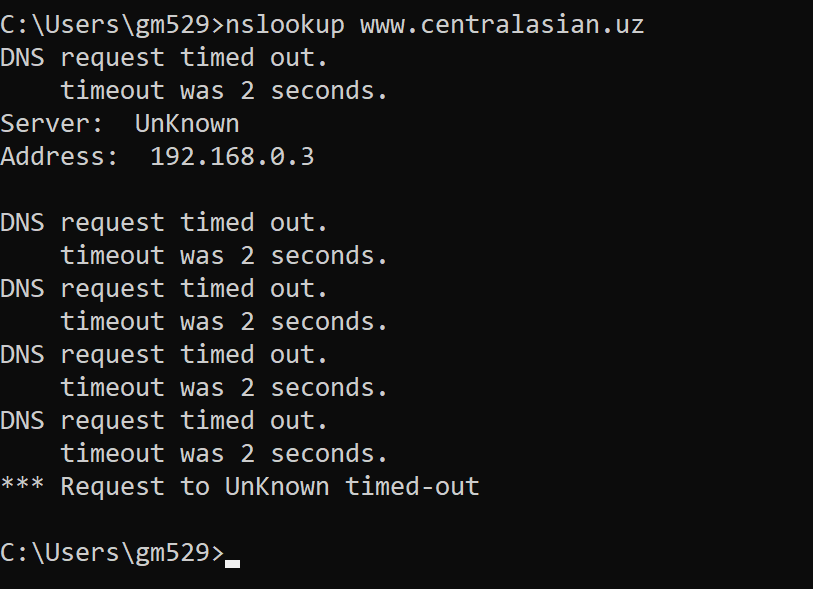 C:\Users\gm529>nslookup www.centralasian.uz
DNS request timed out.
    timeout was 2 seconds.
Server:  UnKnown
Address:  192.168.0.3

DNS request timed out.
    timeout was 2 seconds.
DNS request timed out.
    timeout was 2 seconds.
DNS request timed out.
    timeout was 2 seconds.
DNS request timed out.
    timeout was 2 seconds.
*** Request to UnKnown timed-out

C:\Users\gm529>